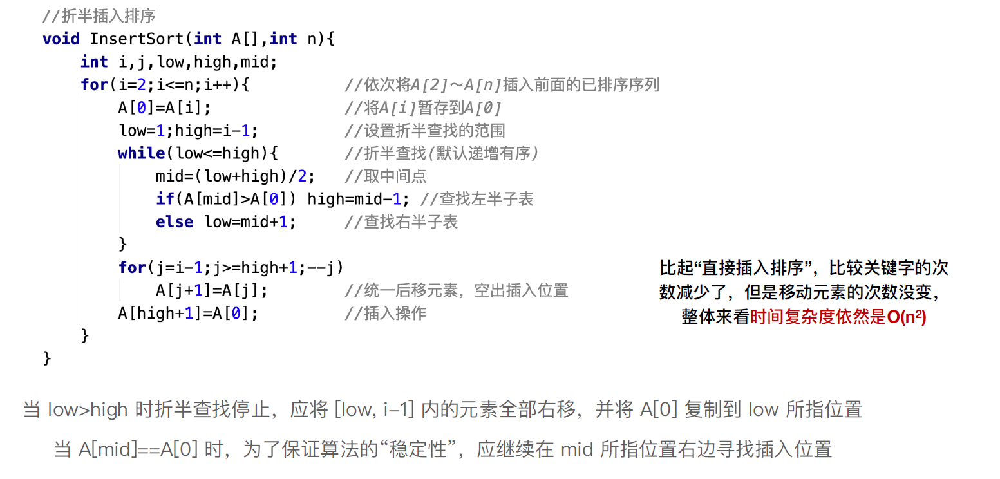 //折半插入排序
void InsertSort(int A[],int n){
    int i,j,low,high,mid;
    for(i=2;i<=n;i++){          //依次将A[2]～A[n]插入前面的已排序序列
        A[0]=A[i];              //将A[i]暂存到A[0]
        low=1;high=i-1;         //设置折半查找的范围
        while(low<=high){       //折半查找(默认递增有序)
            mid=(low+high)/2;   //取中间点
            if(A[mid]>A[0]) high=mid-1; //查找左半子表
            else low=mid+1;     //查找右半子表
        }
        for(j=i-1;j>=high+1;--j)
            A[j+1]=A[j];        //统一后移元素，空出插入位置
        A[high+1]=A[0];         //插入操作
    }
}
比起“直接插入排序”，比较关键字的次
数减少了，但是移动元素的次数没变，
整体来看时间复杂度依然是O(n²)
当 low>high 时折半查找停止，应将 [low, i-1] 内的元素全部右移，并将 A[0] 复制到 low 所指位置
当 A[mid]==A[0] 时，为了保证算法的“稳定性”，应继续在 mid 所指位置右边寻找插入位置